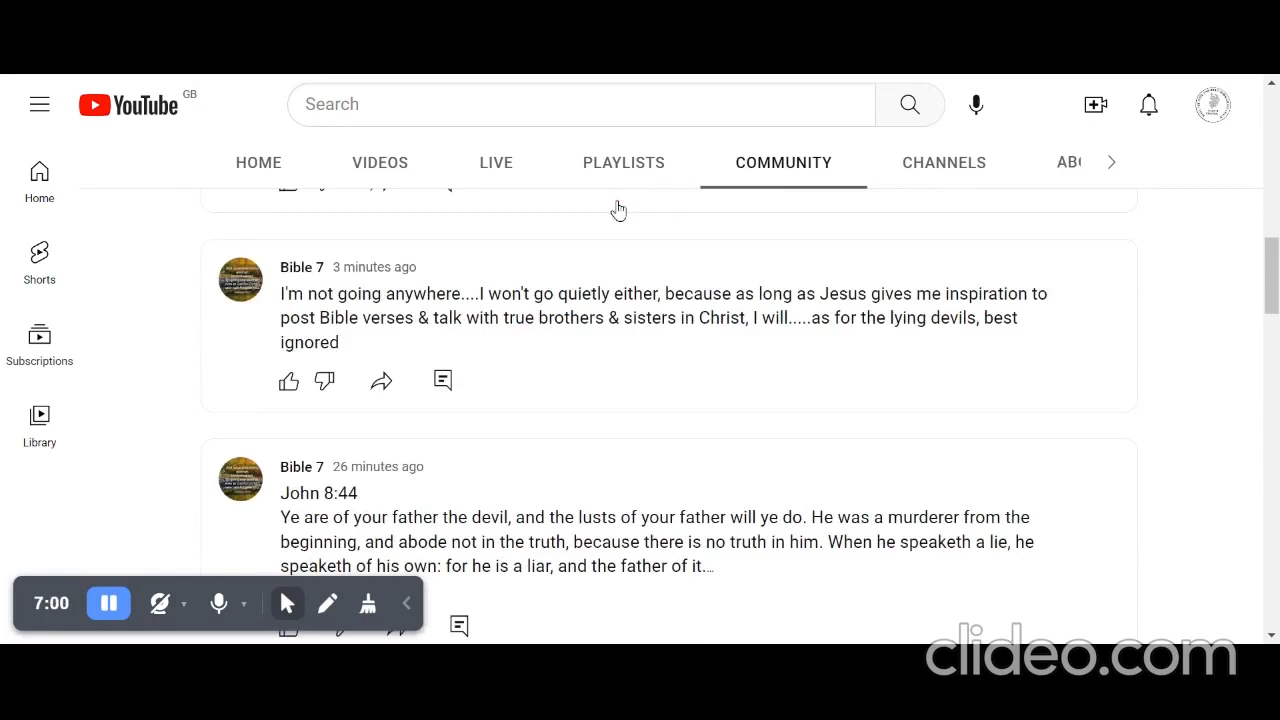 YouTube GB
Search
HOME VIDEOS LIVE PLAYLISTS COMMUNITY CHANNELS
Home
Shorts
Subscriptions
Library
Bible 7 3 minutes ago
I'm not going anywhere....I won't go quietly either, because as long as Jesus gives me inspiration to
post Bible verses & talk with true brothers & sisters in Christ, I will.....as for the lying devils, best
ignored
Bible 7 26 minutes ago
John 8:44
Ye are of your father the devil, and the lusts of your father will ye do. He was a murderer from the
beginning, and abode not in the truth, because there is no truth in him. When he speaketh a lie, he
speaketh of his own: for he is a liar, and the father of it...
7:00
clideo.com